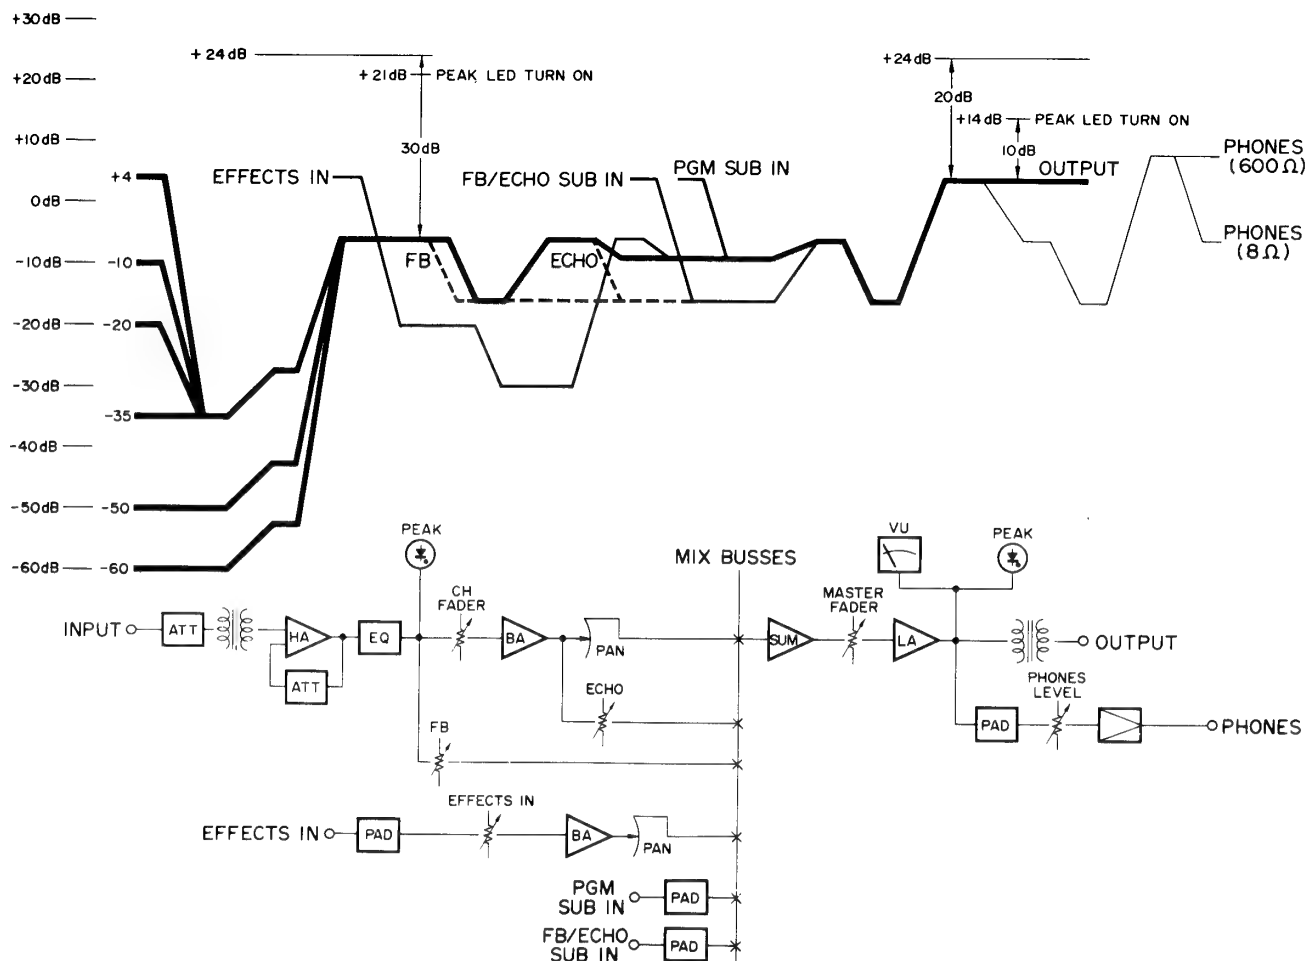 +30dB
+24dB
+24dB
+21dB PEAK LED TURN ON
+20dB
20dB
+14dB PEAK LED TURN ON
+10dB
30dB
10dB
PHONES
(600Ω)
EFFECTS IN
FB/ECHO SUB IN
PGM SUB IN
OUTPUT
+4
0dB
PHONES
(8Ω)
FB
ECHO
-10dB
-10
-20dB
-20
-30dB
-35
-40dB
-50dB
-50
-60dB
-60
PEAK
VU
PEAK
MIX BUSSES
CH
FADER
MASTER
FADER
INPUT
ATT
HA
EQ
BA
PAN
SUM
LA
OUTPUT
ATT
ECHO
PHONES
LEVEL
FB
PAD
PHONES
EFFECTS IN
EFFECTS IN
PAD
BA
PAN
PGM
SUB IN
PAD
FB/ECHO
SUB IN
PAD